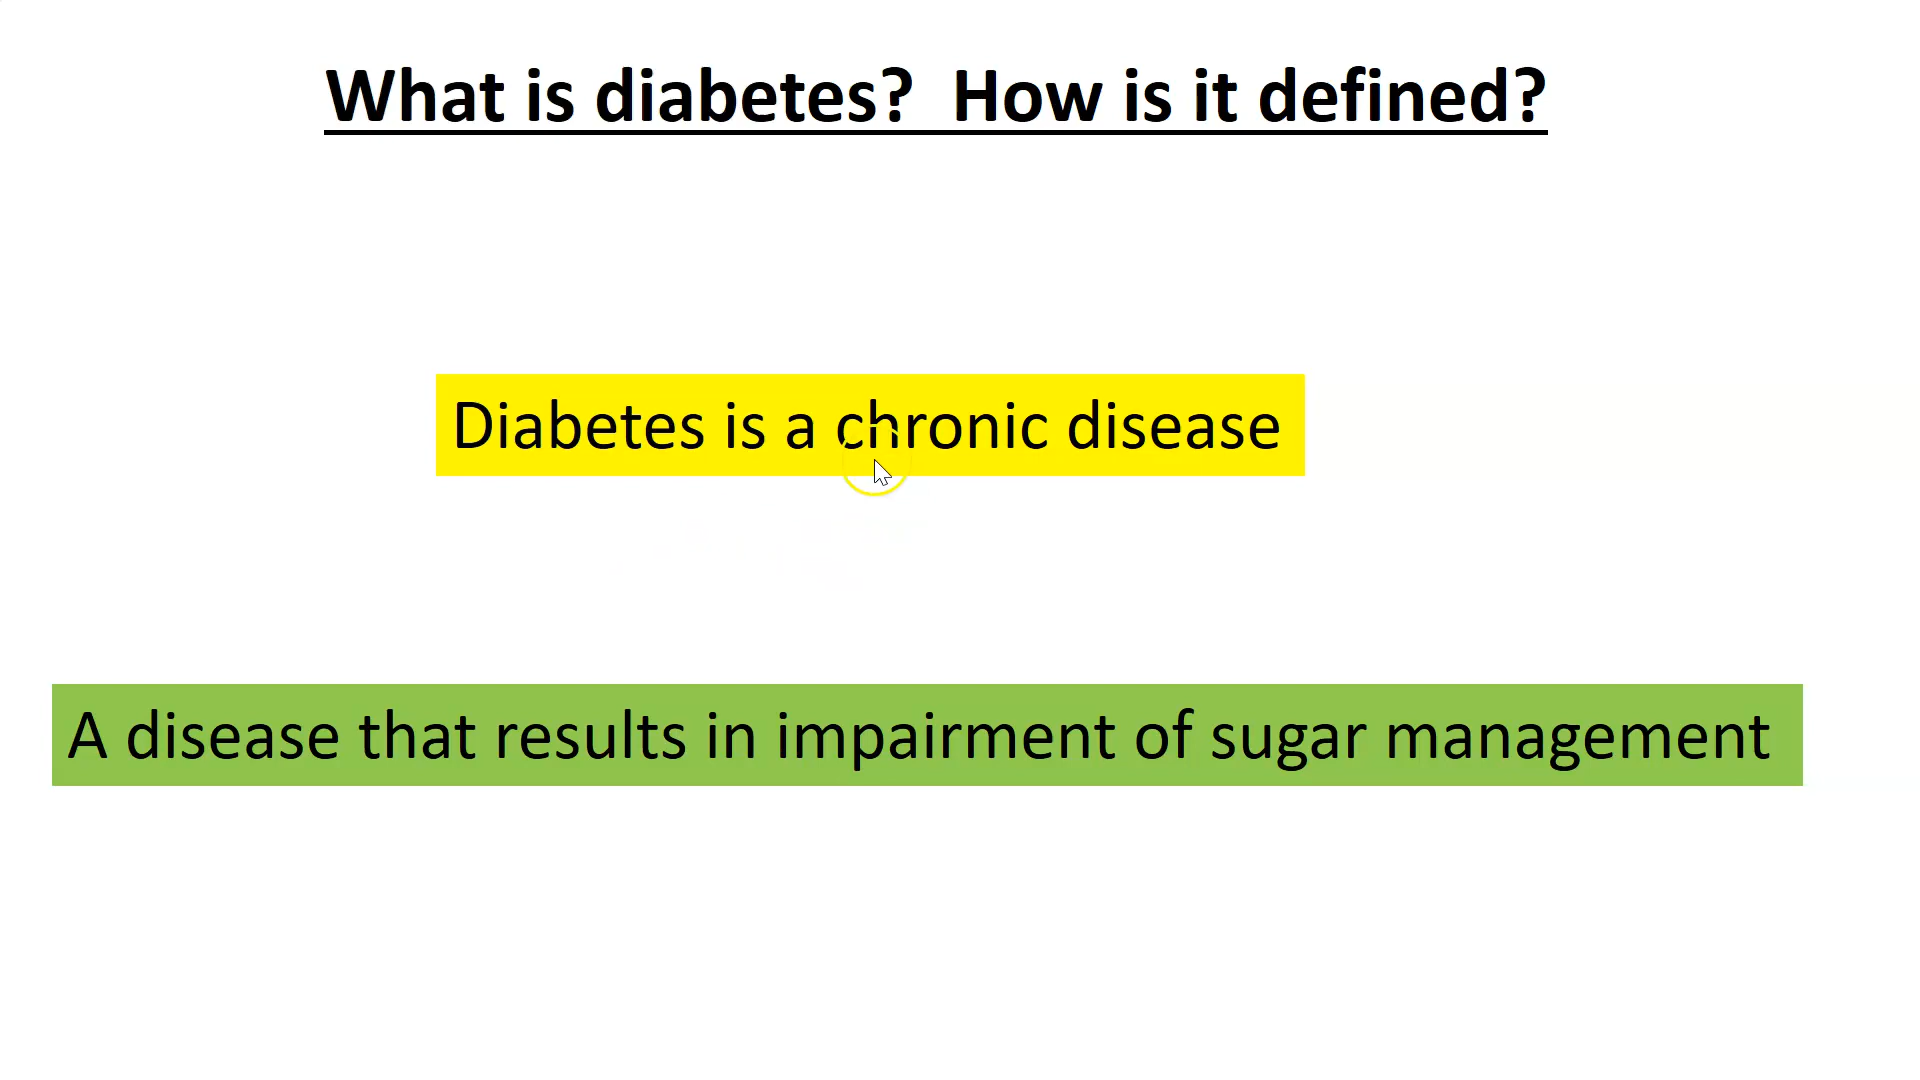 What is diabetes?  How is it defined?
Diabetes is a chronic disease
A disease that results in impairment of sugar management